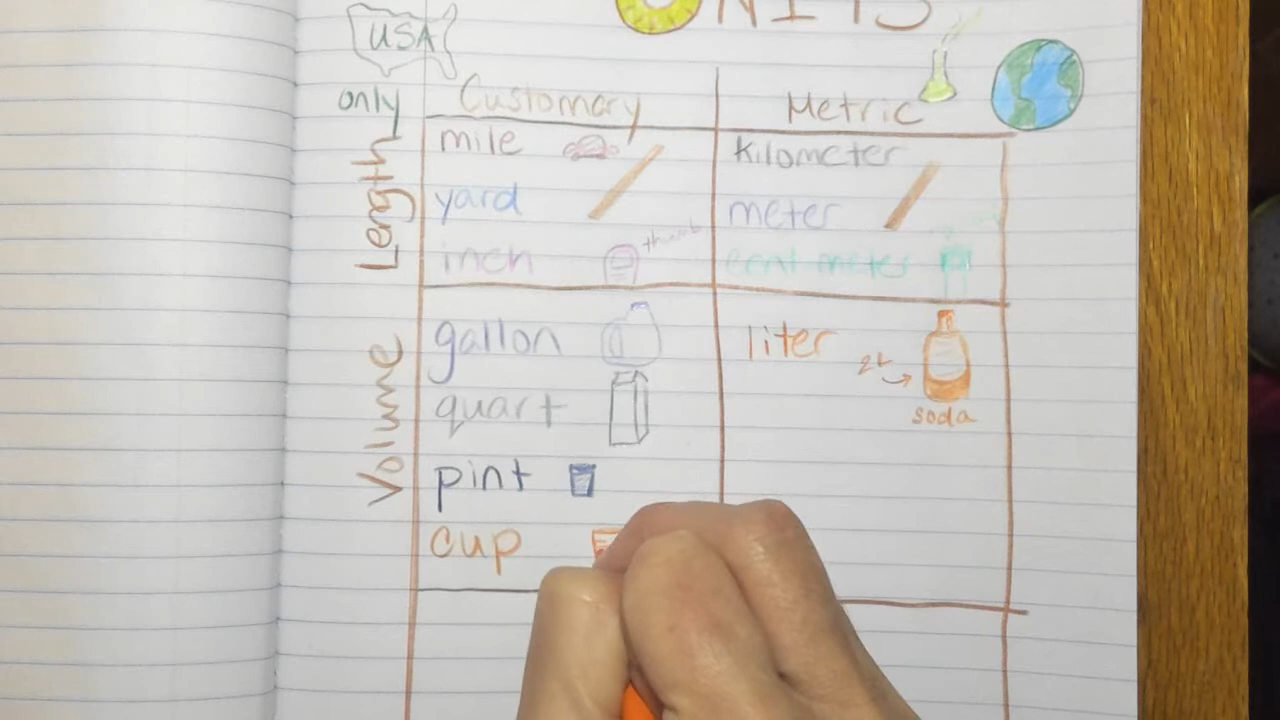 UNITS
USA
only
Customary
Metric
Length
mile
kilometer
yard
meter
inch
thumb
centimeter
Volume
gallon
liter
2L
soda
quart
pint
cup